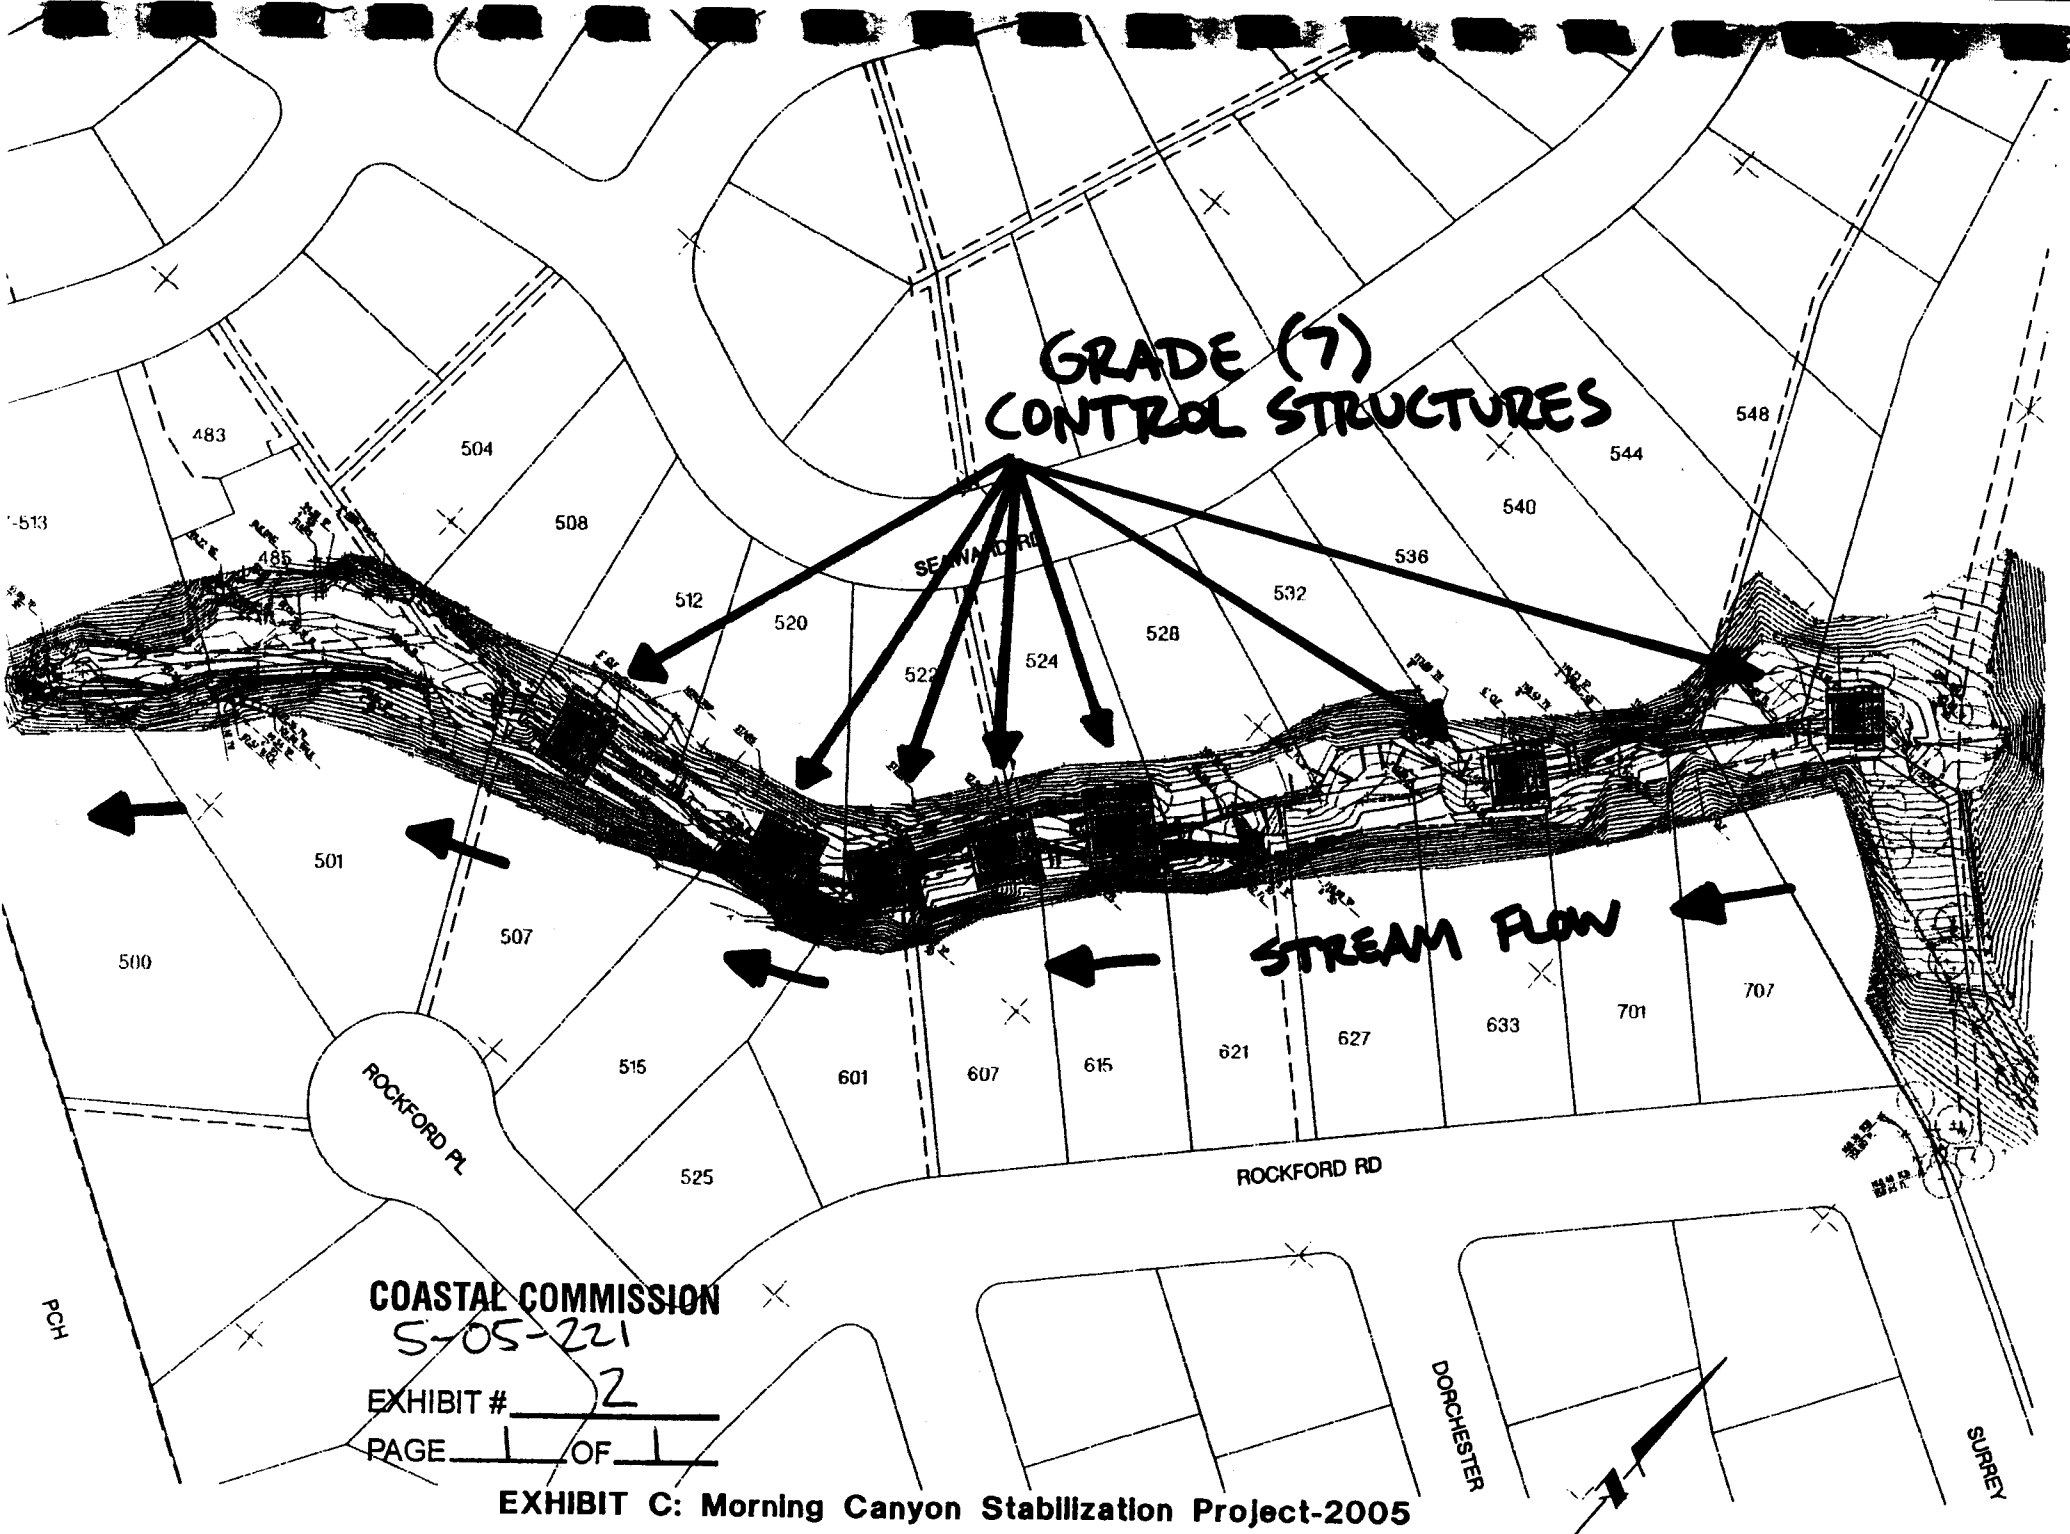 GRADE (7)
CONTROL STRUCTURES
483
504
508
-513
485
512
520
SEAWARD RD
522
524
528
532
536
540
544
548
501
507
500
515
525
601
607
615
621
627
633
701
707
STREAM FLOW
ROCKFORD PL
ROCKFORD RD
PCH
DORCHESTER
SURREY
COASTAL COMMISSION
5-05-221
EXHIBIT # 2
PAGE 1 OF 1
EXHIBIT C: Morning Canyon Stabilization Project-2005